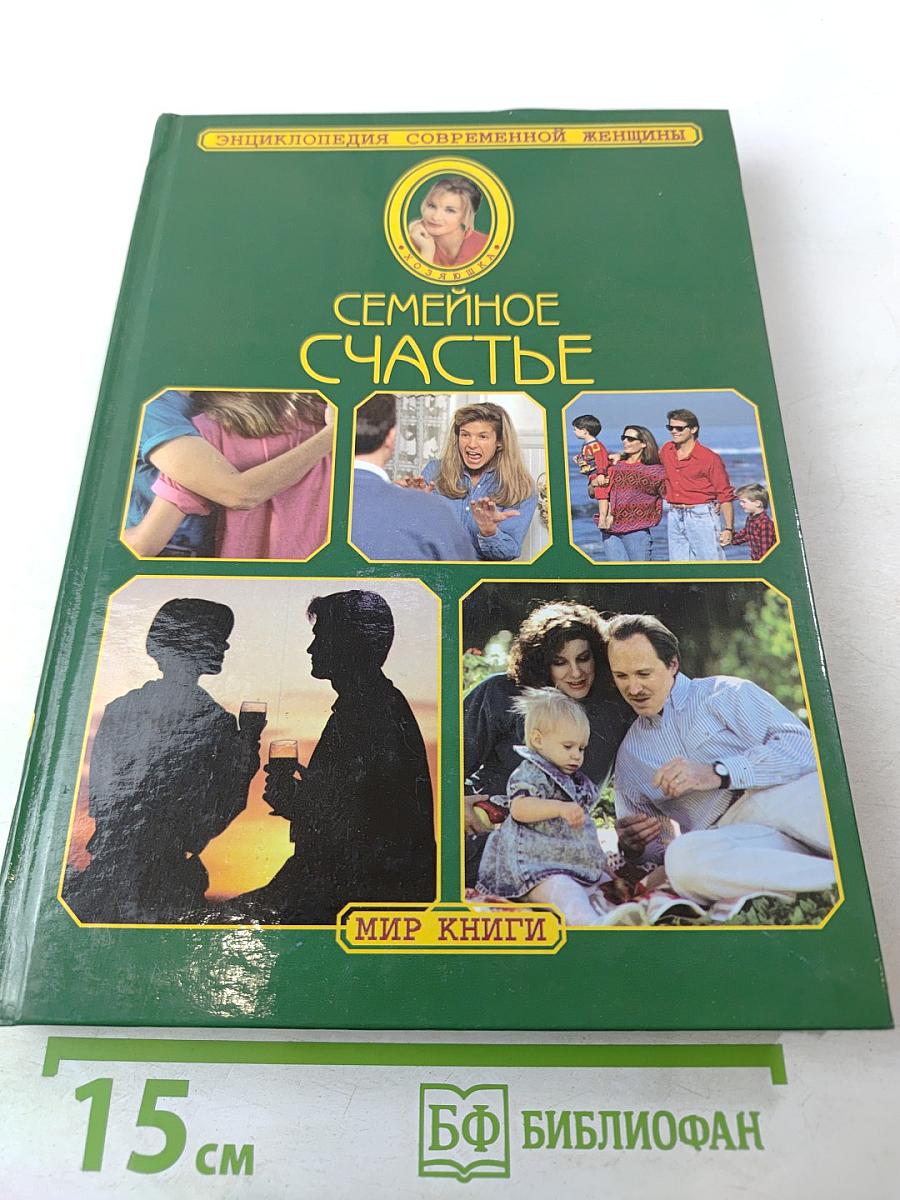 ЭНЦИКЛОПЕДИЯ СОВРЕМЕННОЙ ЖЕНЩИНЫ
• ХОЗЯЮШКА •
СЕМЕЙНОЕ
СЧАСТЬЕ
МИР КНИГИ
15 см
БФ БИБЛИОФАН